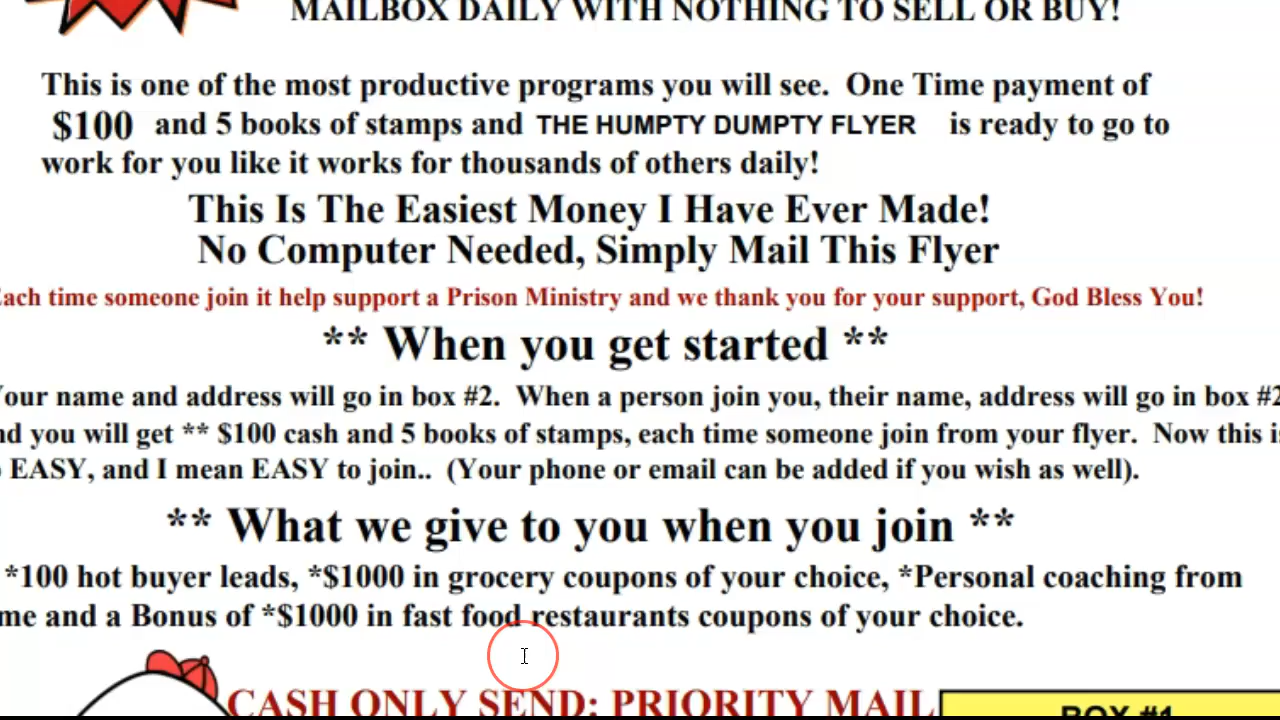 MAILBOX DAILY WITH NOTHING TO SELL OR BUY!
This is one of the most productive programs you will see. One Time payment of
$100 and 5 books of stamps and THE HUMPTY DUMPTY FLYER is ready to go to
work for you like it works for thousands of others daily!
This Is The Easiest Money I Have Ever Made!
No Computer Needed, Simply Mail This Flyer
Each time someone join it help support a Prison Ministry and we thank you for your support, God Bless You!
** When you get started **
Your name and address will go in box #2. When a person join you, their name, address will go in box #2
and you will get ** $100 cash and 5 books of stamps, each time someone join from your flyer. Now this is
EASY, and I mean EASY to join.. (Your phone or email can be added if you wish as well).
** What we give to you when you join **
*100 hot buyer leads, *$1000 in grocery coupons of your choice, *Personal coaching from
me and a Bonus of *$1000 in fast food restaurants coupons of your choice.
CASH ONLY SEND: PRIORITY MAIL
BOX #1